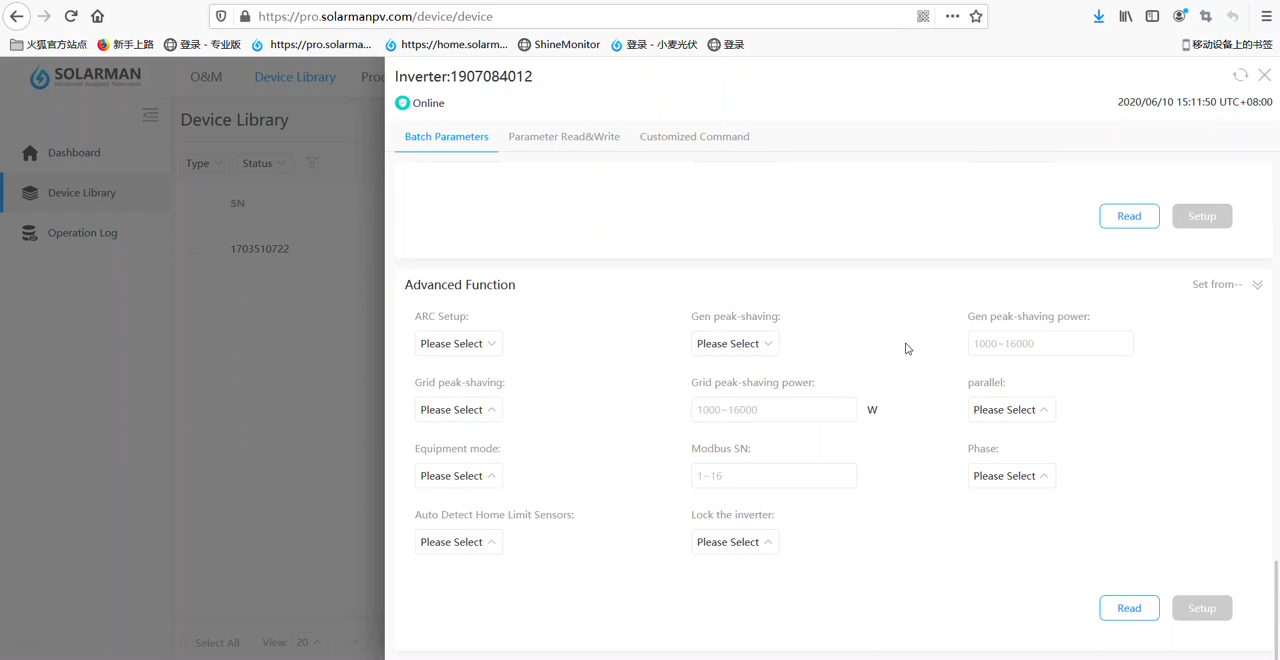 https://pro.solarmanpv.com/device/device
火狐官方站点 新手上路 登录 - 专业版 https://pro.solarma... https://home.solarm... ShineMonitor 登录 - 小麦光伏 登录 移动设备上的书签
SOLARMAN O&M Device Library Proc
Inverter:1907084012
Online
2020/06/10 15:11:50 UTC+08:00
Batch Parameters Parameter Read&Write Customized Command
Device Library
Dashboard
Device Library
Operation Log
Type Status
SN
1703510722
Select All View: 20
Read Setup
Advanced Function Set from--
ARC Setup: Gen peak-shaving: Gen peak-shaving power:
Please Select Please Select 1000~16000
Grid peak-shaving: Grid peak-shaving power: parallel:
Please Select 1000~16000 W Please Select
Equipment mode: Modbus SN: Phase:
Please Select 1~16 Please Select
Auto Detect Home Limit Sensors: Lock the inverter:
Please Select Please Select
Read Setup